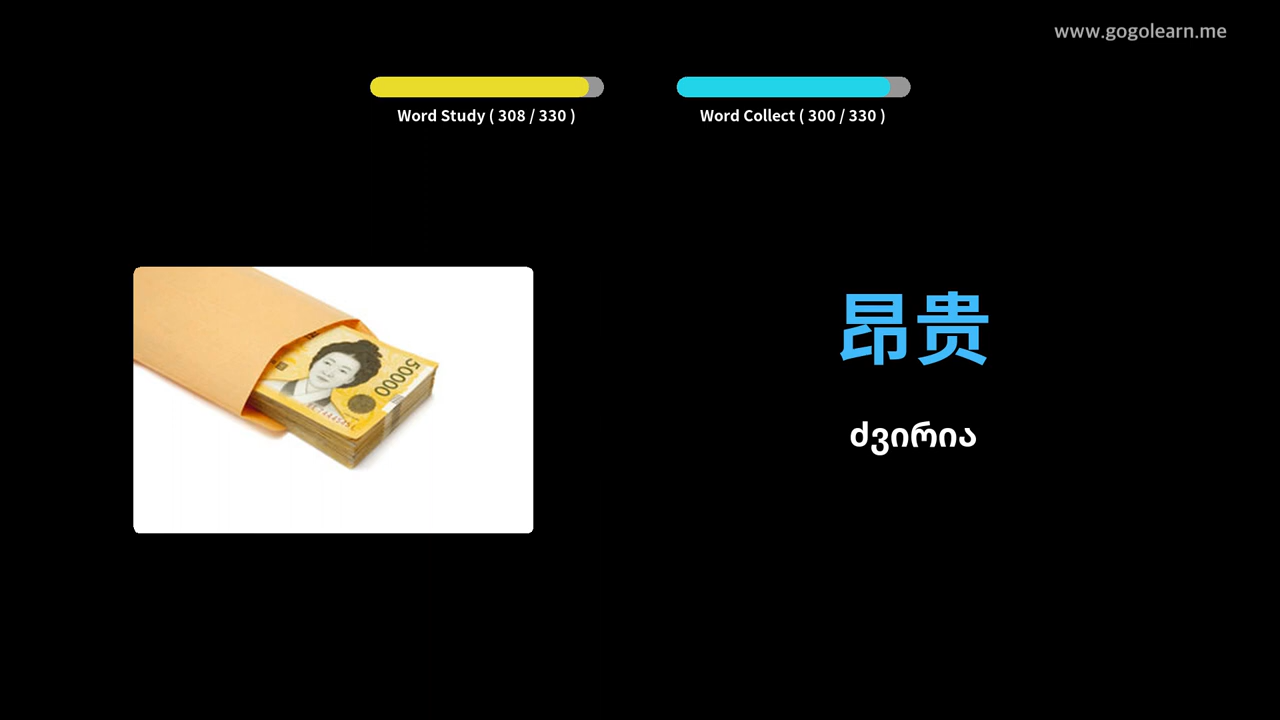 www.gogolearn.me
Word Study ( 308 / 330 )
Word Collect ( 300 / 330 )
昂贵
50000
ძვირია